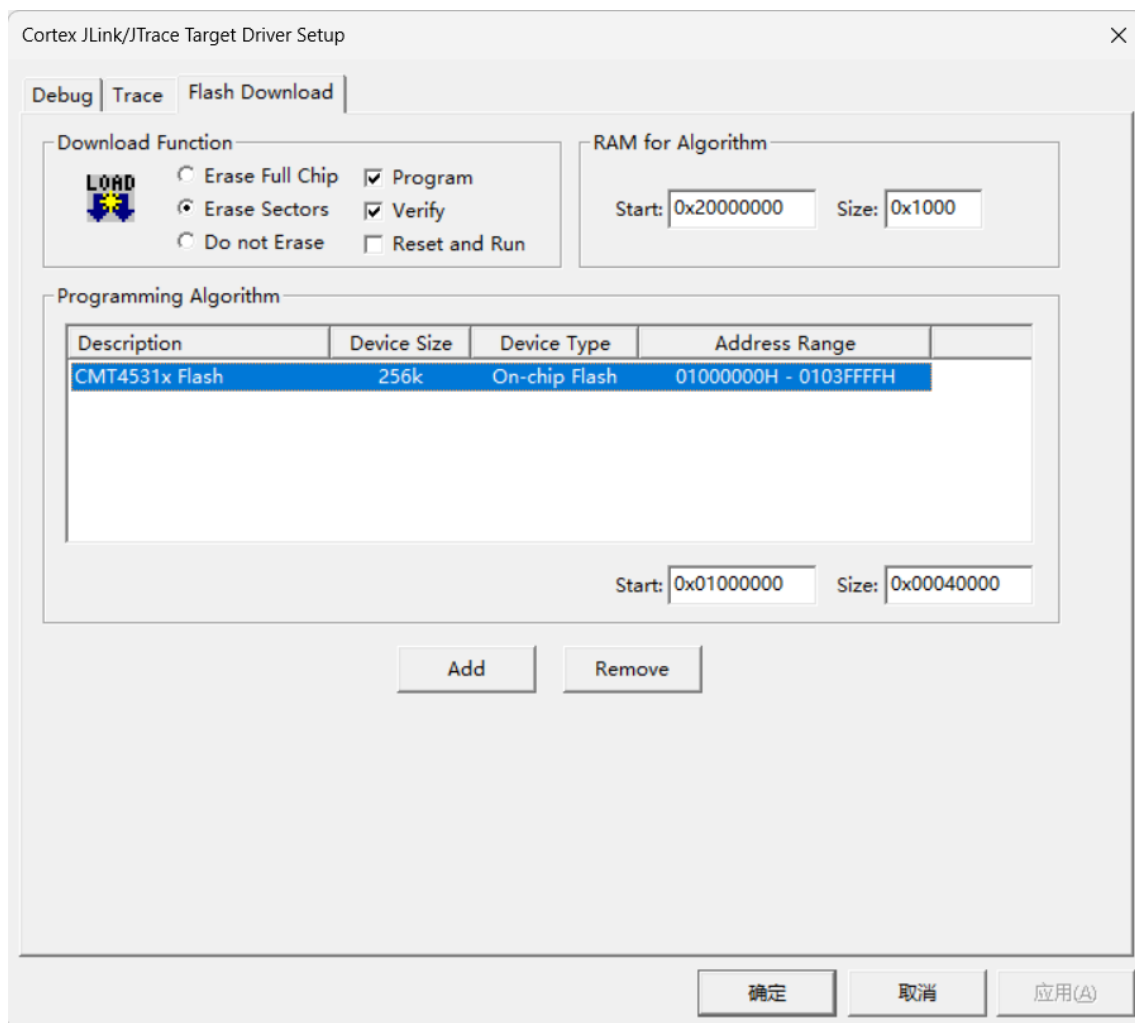 Cortex JLink/JTrace Target Driver Setup
Debug Trace Flash Download
Download Function
LOAD
Erase Full Chip
Erase Sectors
Do not Erase
Program
Verify
Reset and Run
RAM for Algorithm
Start: 0x20000000 Size: 0x1000
Programming Algorithm
Description Device Size Device Type Address Range
CMT4531x Flash 256k On-chip Flash 01000000H - 0103FFFFH
Start: 0x01000000 Size: 0x00040000
Add Remove
确定 取消 应用(A)